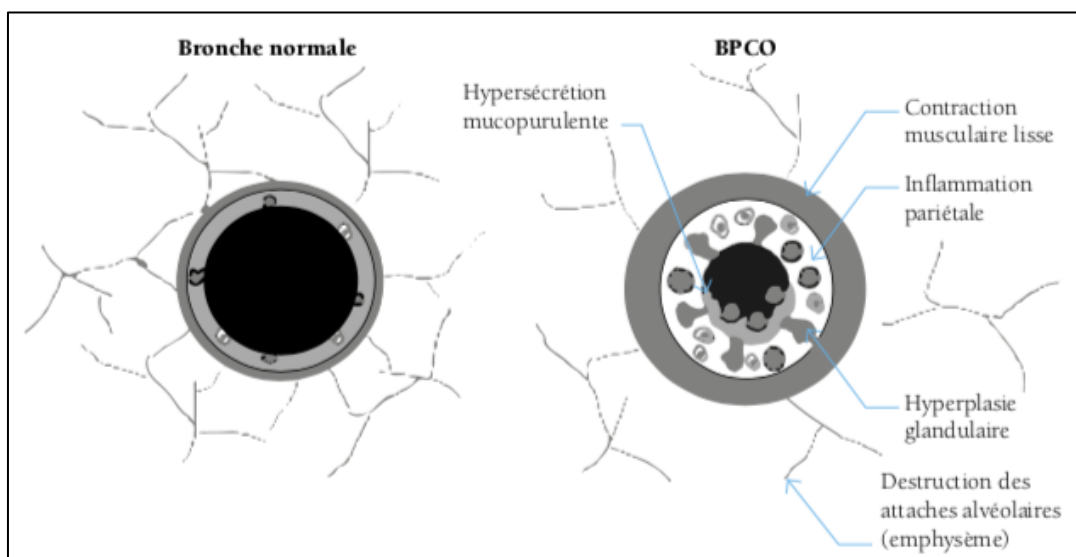 Bronche normale
BPCO
Hypersécrétion
mucopurulente
Contraction
musculaire lisse
Inflammation
pariétale
Hyperplasie
glandulaire
Destruction des
attaches alvéolaires
(emphysème)